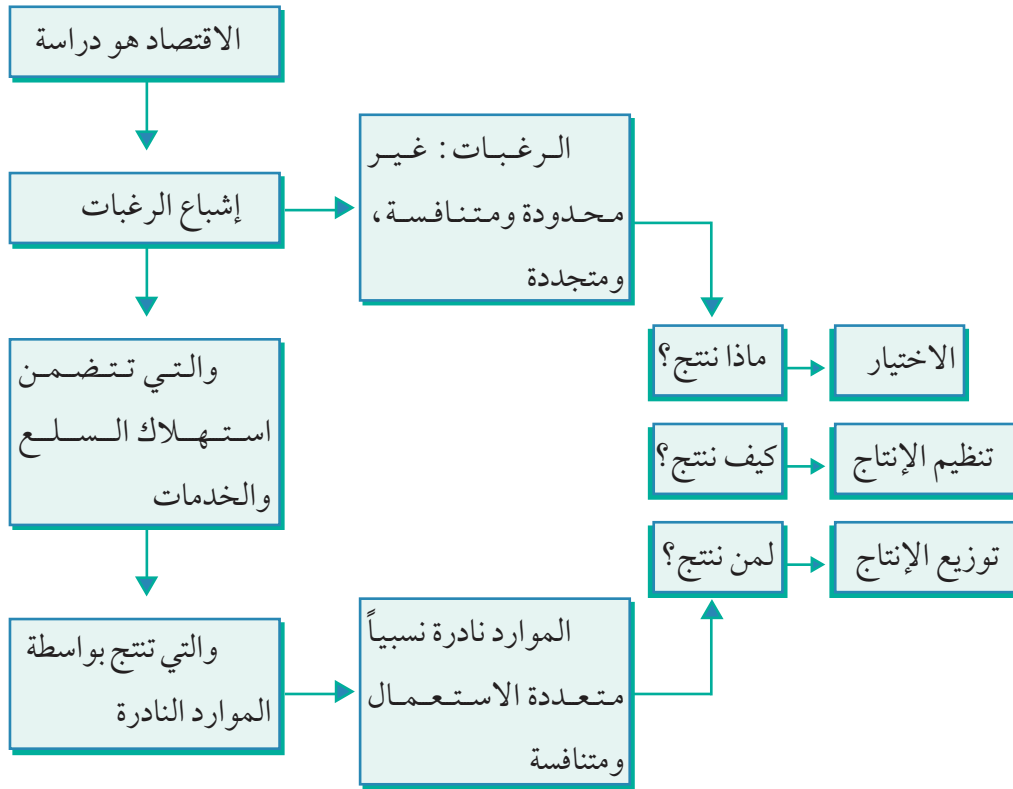 الاقتصاد هو دراسة
إشباع الرغبات
الرغبات: غير
محدودة ومتنافسة،
ومتجددة
والتي تتضمن
استهلاك السلع
والخدمات
والتي تنتج بواسطة
الموارد النادرة
الموارد نادرة نسبياً
متعددة الاستعمال
ومتنافسة
ماذا ننتج؟
الاختيار
كيف ننتج؟
تنظيم الإنتاج
لمن ننتج؟
توزيع الإنتاج